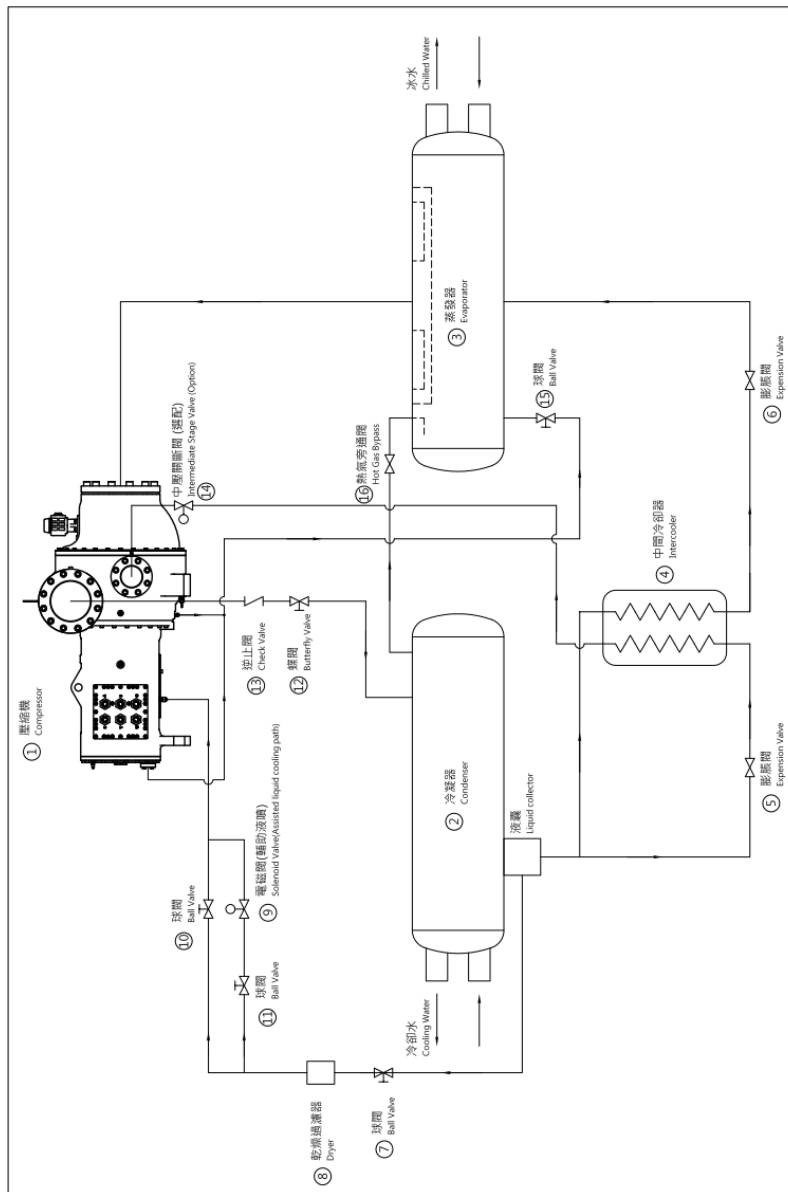 ①
壓縮機
Compressor
⑭
中壓關斷閥 (選配)
Intermediate Stage Valve (Option)
⑬
逆止閥
Check Valve
⑫
蝶閥
Butterfly Valve
⑩
球閥
Ball Valve
⑨
電磁閥(輔助液噴)
Solenoid Valve(Assisted liquid cooling path)
⑪
球閥
Ball Valve
⑧
乾燥過濾器
Dryer
⑦
球閥
Ball Valve
冷卻水
Cooling Water
②
冷凝器
Condenser
液囊
Liquid collector
⑯
熱氣旁通閥
Hot Gas Bypass
③
蒸發器
Evaporator
冰水
Chilled Water
⑮
球閥
Ball Valve
④
中間冷卻器
Intercooler
⑤
膨脹閥
Expension Valve
⑥
膨脹閥
Expension Valve